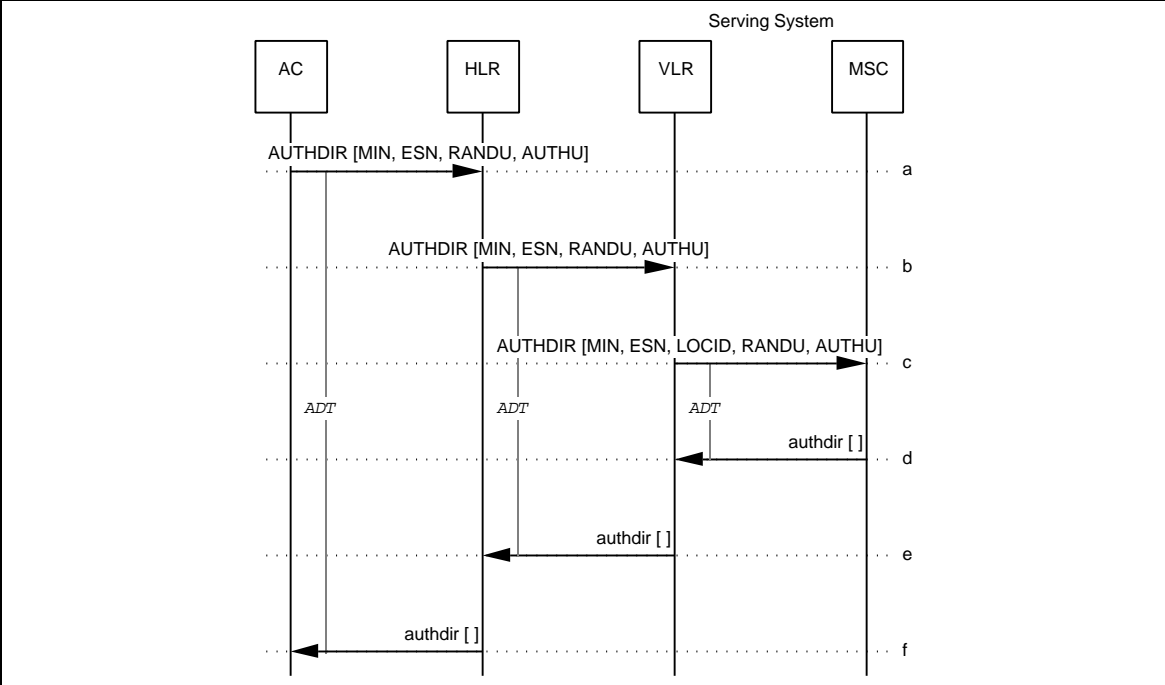 Serving System
AC HLR VLR MSC
AUTHDIR [MIN, ESN, RANDU, AUTHU]
a
AUTHDIR [MIN, ESN, RANDU, AUTHU]
b
AUTHDIR [MIN, ESN, LOCID, RANDU, AUTHU]
c
ADT ADT ADT
authdir [ ]
d
authdir [ ]
e
authdir [ ]
f